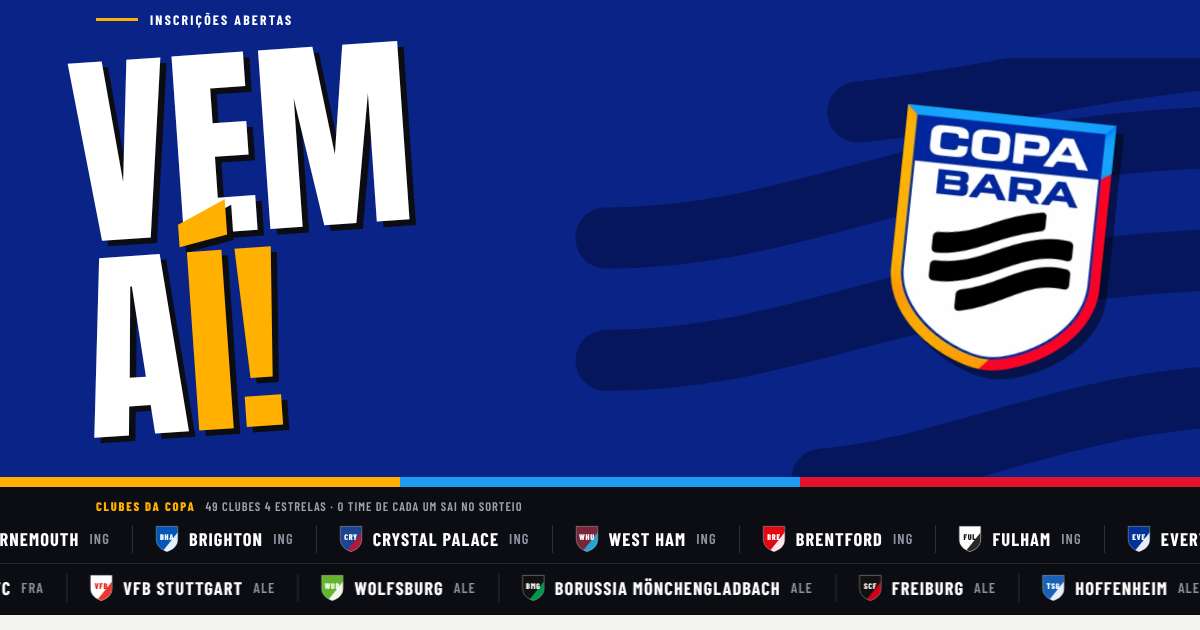 INSCRIÇÕES ABERTAS
VEM
AÍ!
COPA
BARA
CLUBES DA COPA 49 CLUBES 4 ESTRELAS · O TIME DE CADA UM SAI NO SORTEIO
RNEMOUTH ING BHA BRIGHTON ING CRY CRYSTAL PALACE ING WHU WEST HAM ING BRE BRENTFORD ING FUL FULHAM ING EVE EVER
C FRA VFB VFB STUTTGART ALE WOB WOLFSBURG ALE BMG BORUSSIA MÖNCHENGLADBACH ALE SCF FREIBURG ALE TSG HOFFENHEIM ALE